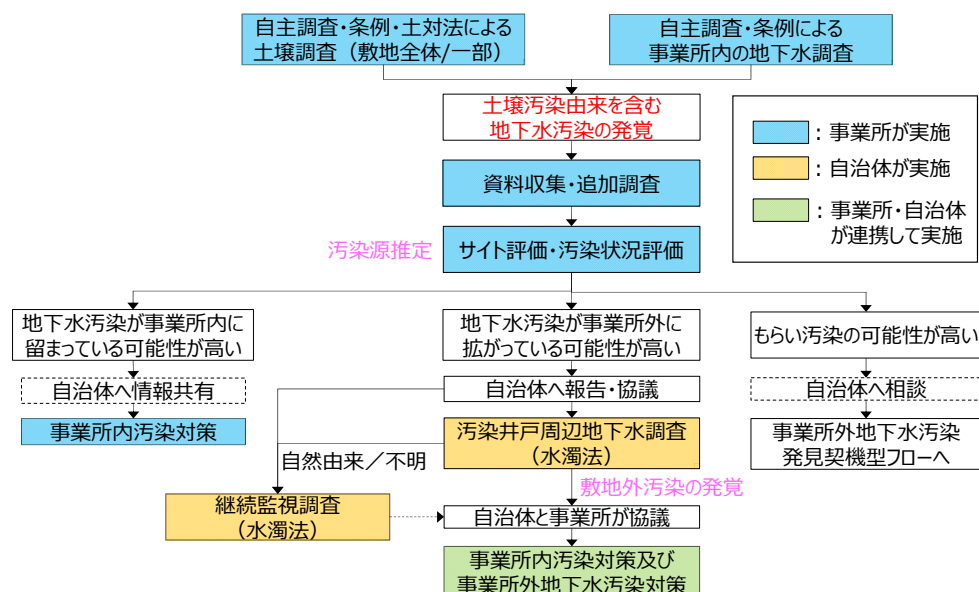 自主調査・条例・土対法による
土壌調査（敷地全体/一部）
自主調査・条例による
事業所内の地下水調査
土壌汚染由来を含む
地下水汚染の発覚
：事業所が実施
：自治体が実施
：事業所・自治体
が連携して実施
資料収集・追加調査
汚染源推定
サイト評価・汚染状況評価
地下水汚染が事業所内に
留まっている可能性が高い
地下水汚染が事業所外に
拡がっている可能性が高い
もらい汚染の可能性が高い
自治体へ情報共有
自治体へ報告・協議
自治体へ相談
事業所内汚染対策
汚染井戸周辺地下水調査
（水濁法）
事業所外地下水汚染
発見契機型フローへ
自然由来／不明
敷地外汚染の発覚
継続監視調査
（水濁法）
自治体と事業所が協議
事業所内汚染対策及び
事業所外地下水汚染対策